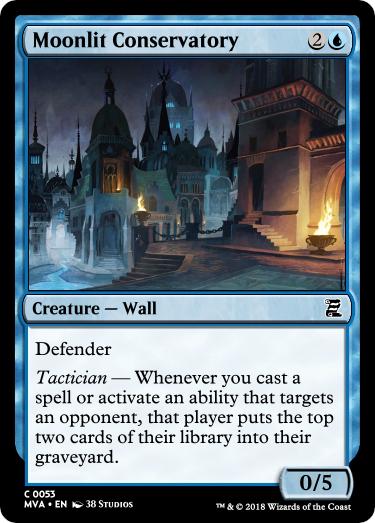 Moonlit Conservatory 2
Creature — Wall
Defender
Tactician — Whenever you cast a
spell or activate an ability that targets
an opponent, that player puts the top
two cards of their library into their
graveyard.
0/5
C 0053
MVA • EN 38 Studios
™ & © 2018 Wizards of the Coast